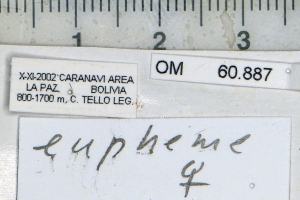 1 2 3
X-XI-2002 CARANAVI AREA
LA PAZ BOLIVIA
800-1700 m, C. TELLO LEG.
OM 60.887
eupheme
♀